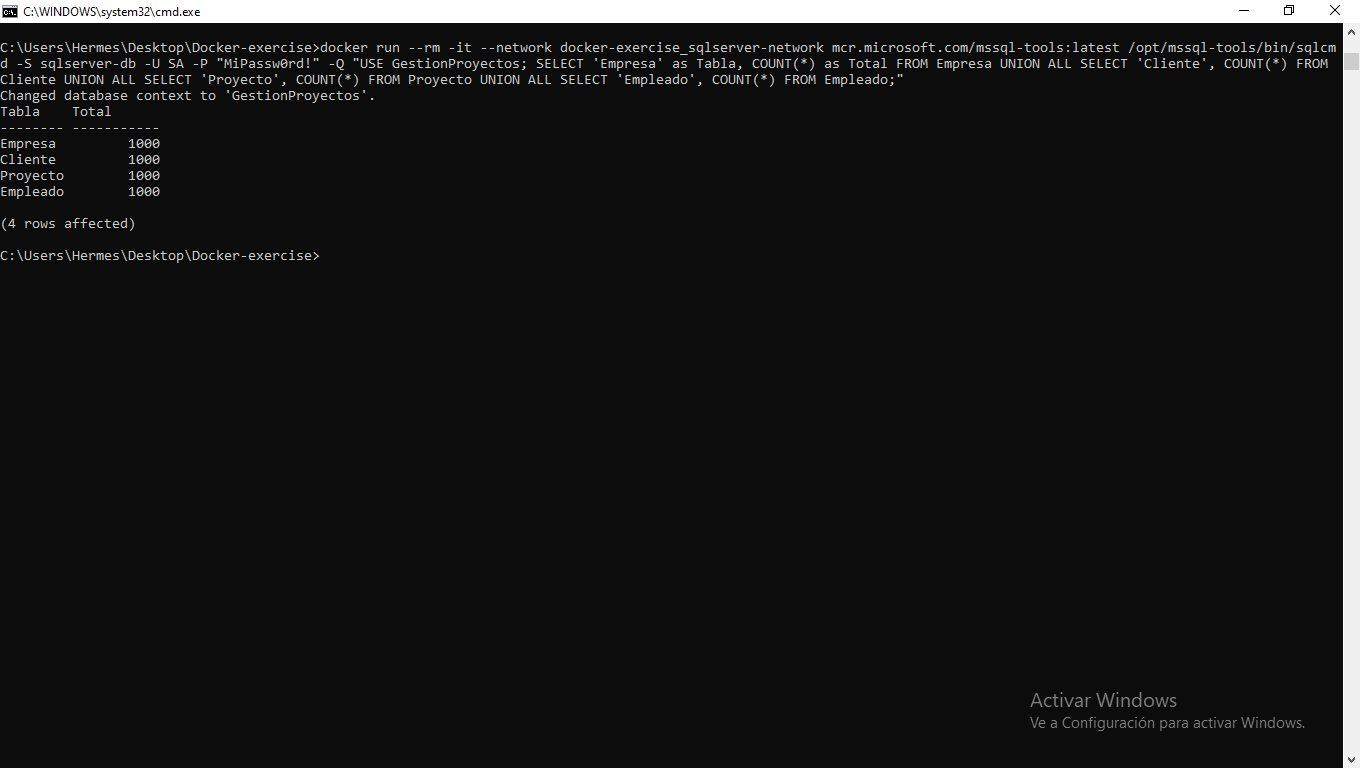 C:\WINDOWS\system32\cmd.exe
C:\Users\Hermes\Desktop\Docker-exercise>docker run --rm -it --network docker-exercise_sqlserver-network mcr.microsoft.com/mssql-tools:latest /opt/mssql-tools/bin/sqlcm
d -S sqlserver-db -U SA -P "MiPassw0rd!" -Q "USE GestionProyectos; SELECT 'Empresa' as Tabla, COUNT(*) as Total FROM Empresa UNION ALL SELECT 'Cliente', COUNT(*) FROM
Cliente UNION ALL SELECT 'Proyecto', COUNT(*) FROM Proyecto UNION ALL SELECT 'Empleado', COUNT(*) FROM Empleado;"
Changed database context to 'GestionProyectos'.
Tabla    Total
-------- -----------
Empresa         1000
Cliente         1000
Proyecto        1000
Empleado        1000
(4 rows affected)
C:\Users\Hermes\Desktop\Docker-exercise>
Activar Windows
Ve a Configuración para activar Windows.